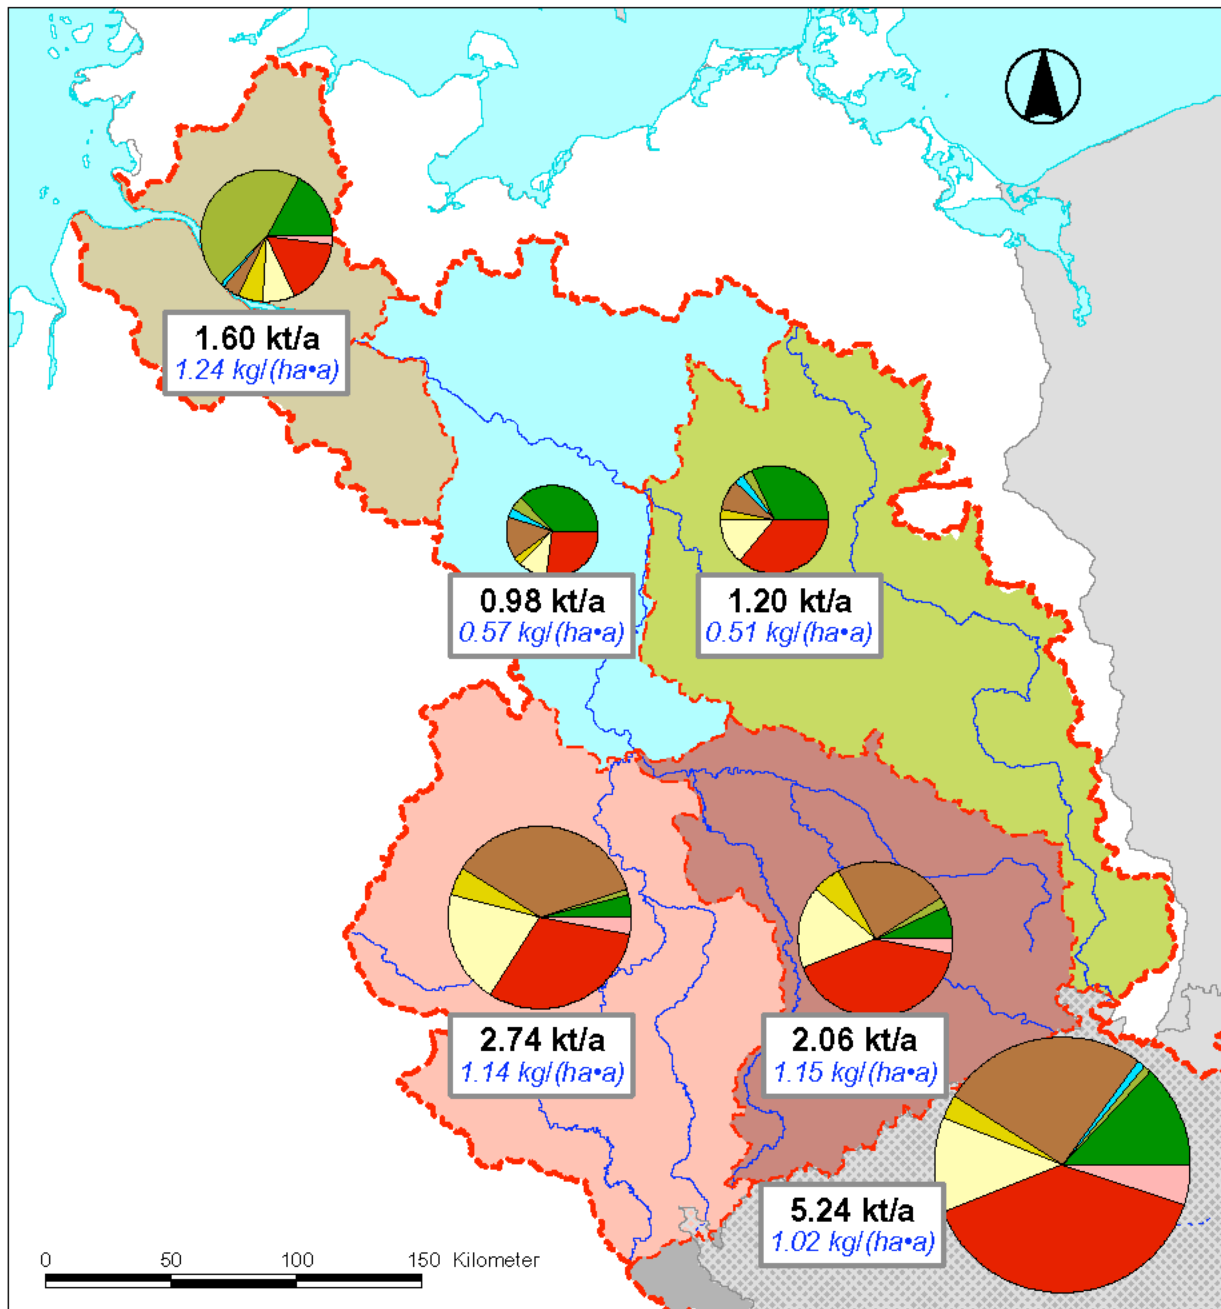 1.60 kt/a
1.24 kg/(ha•a)
0.98 kt/a
0.57 kg/(ha•a)
1.20 kt/a
0.51 kg/(ha•a)
2.74 kt/a
1.14 kg/(ha•a)
2.06 kt/a
1.15 kg/(ha•a)
5.24 kt/a
1.02 kg/(ha•a)
0 50 100 150 Kilometer